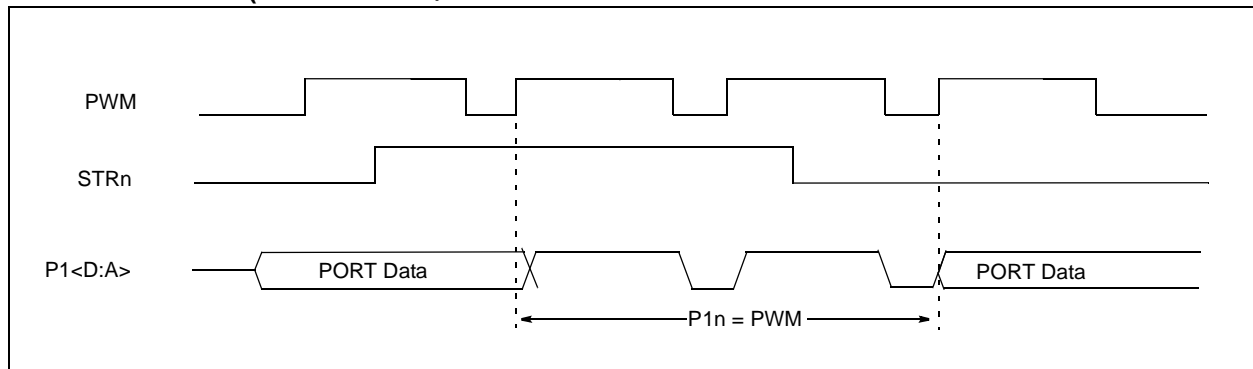 PWM
STRn
P1<D:A>
PORT Data
PORT Data
P1n = PWM